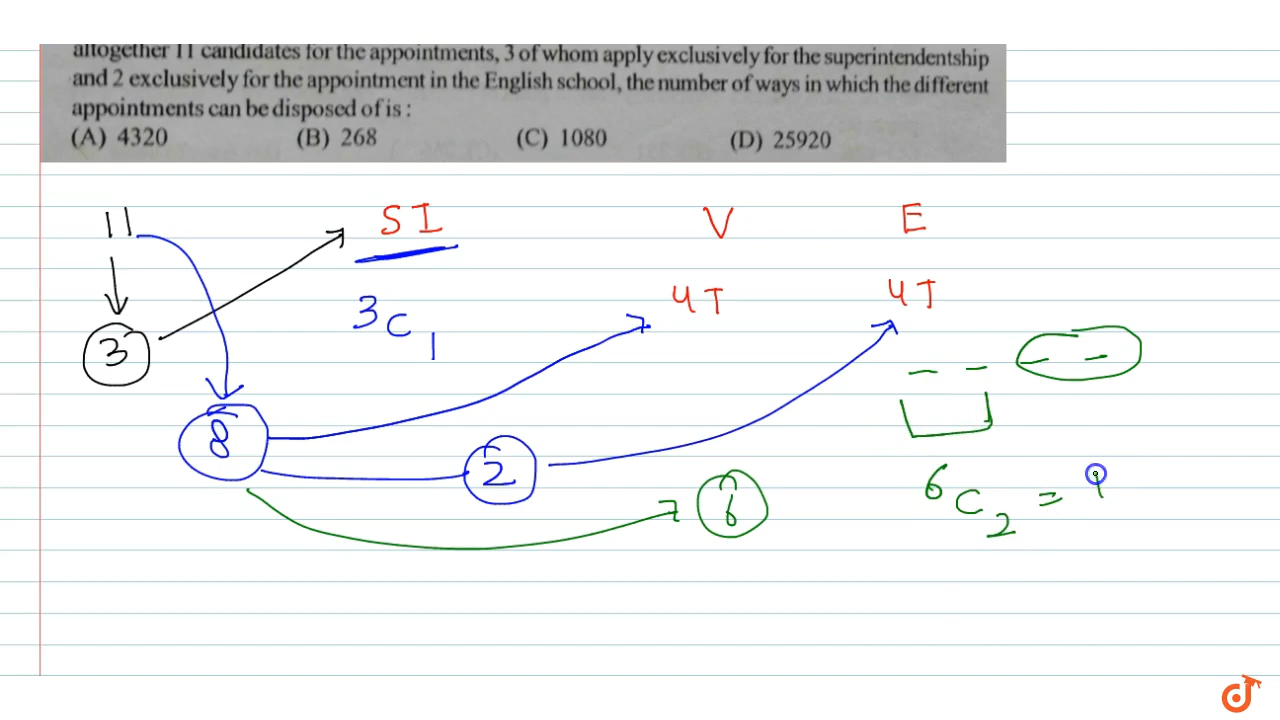 altogether 11 candidates for the appointments, 3 of whom apply exclusively for the superintendentship
and 2 exclusively for the appointment in the English school, the number of ways in which the different
appointments can be disposed of is :
(A) 4320 (B) 268 (C) 1080 (D) 25920
11 SI V E
3C1 4T 4T
3
8 2 6
6C2 =